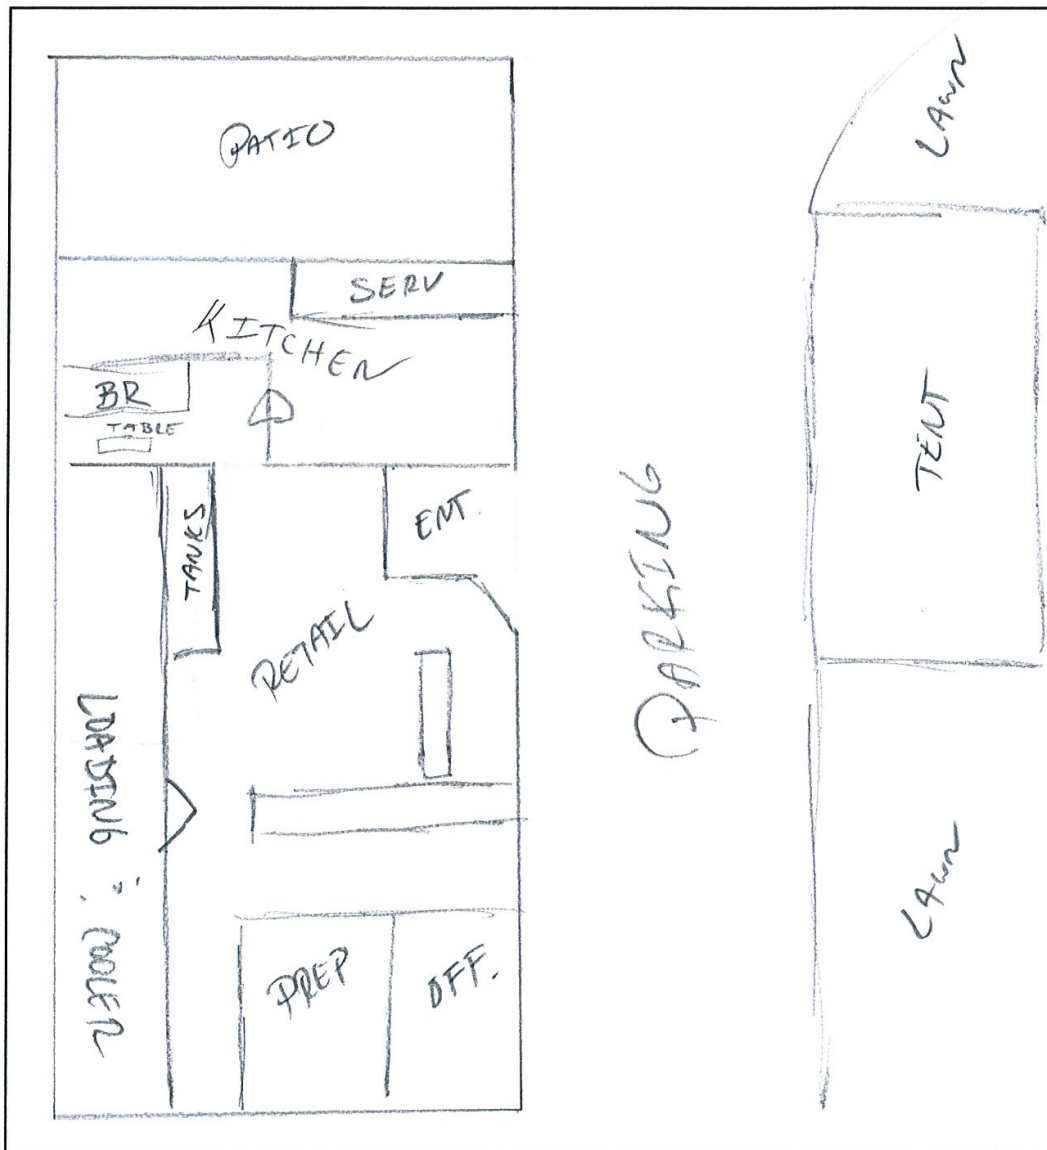 PATIO
SERV
KITCHEN
BR
TABLE
TANKS
ENT.
RETAIL
LOADING & COOLER
PREP
OFF.
PARKING
LAWN
TENT
LAWN